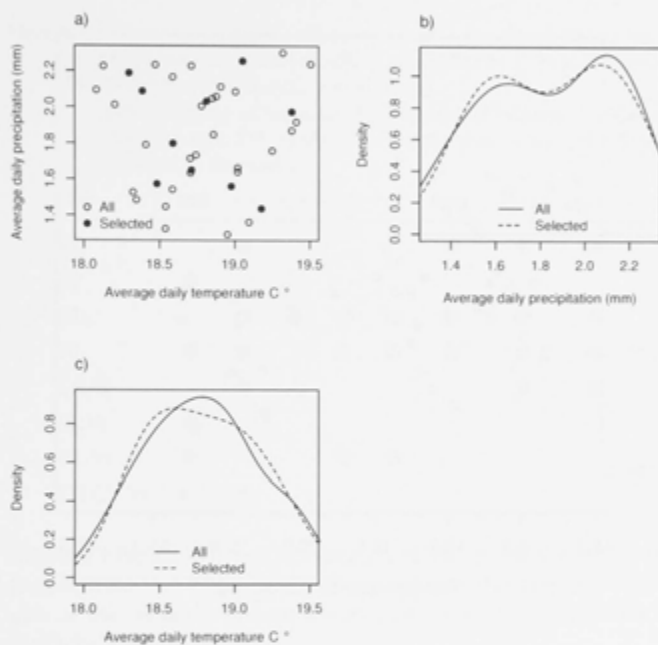 a)
Average daily precipitation (mm)
2.2
2.0
1.8
1.6
1.4
All
Selected
18.0 18.5 19.0 19.5
Average daily temperature C °
b)
Density
1.0
0.8
0.6
0.4
0.2
0.0
All
Selected
1.4 1.6 1.8 2.0 2.2
Average daily precipitation (mm)
c)
Density
0.8
0.6
0.4
0.2
0.0
All
Selected
18.0 18.5 19.0 19.5
Average daily temperature C °